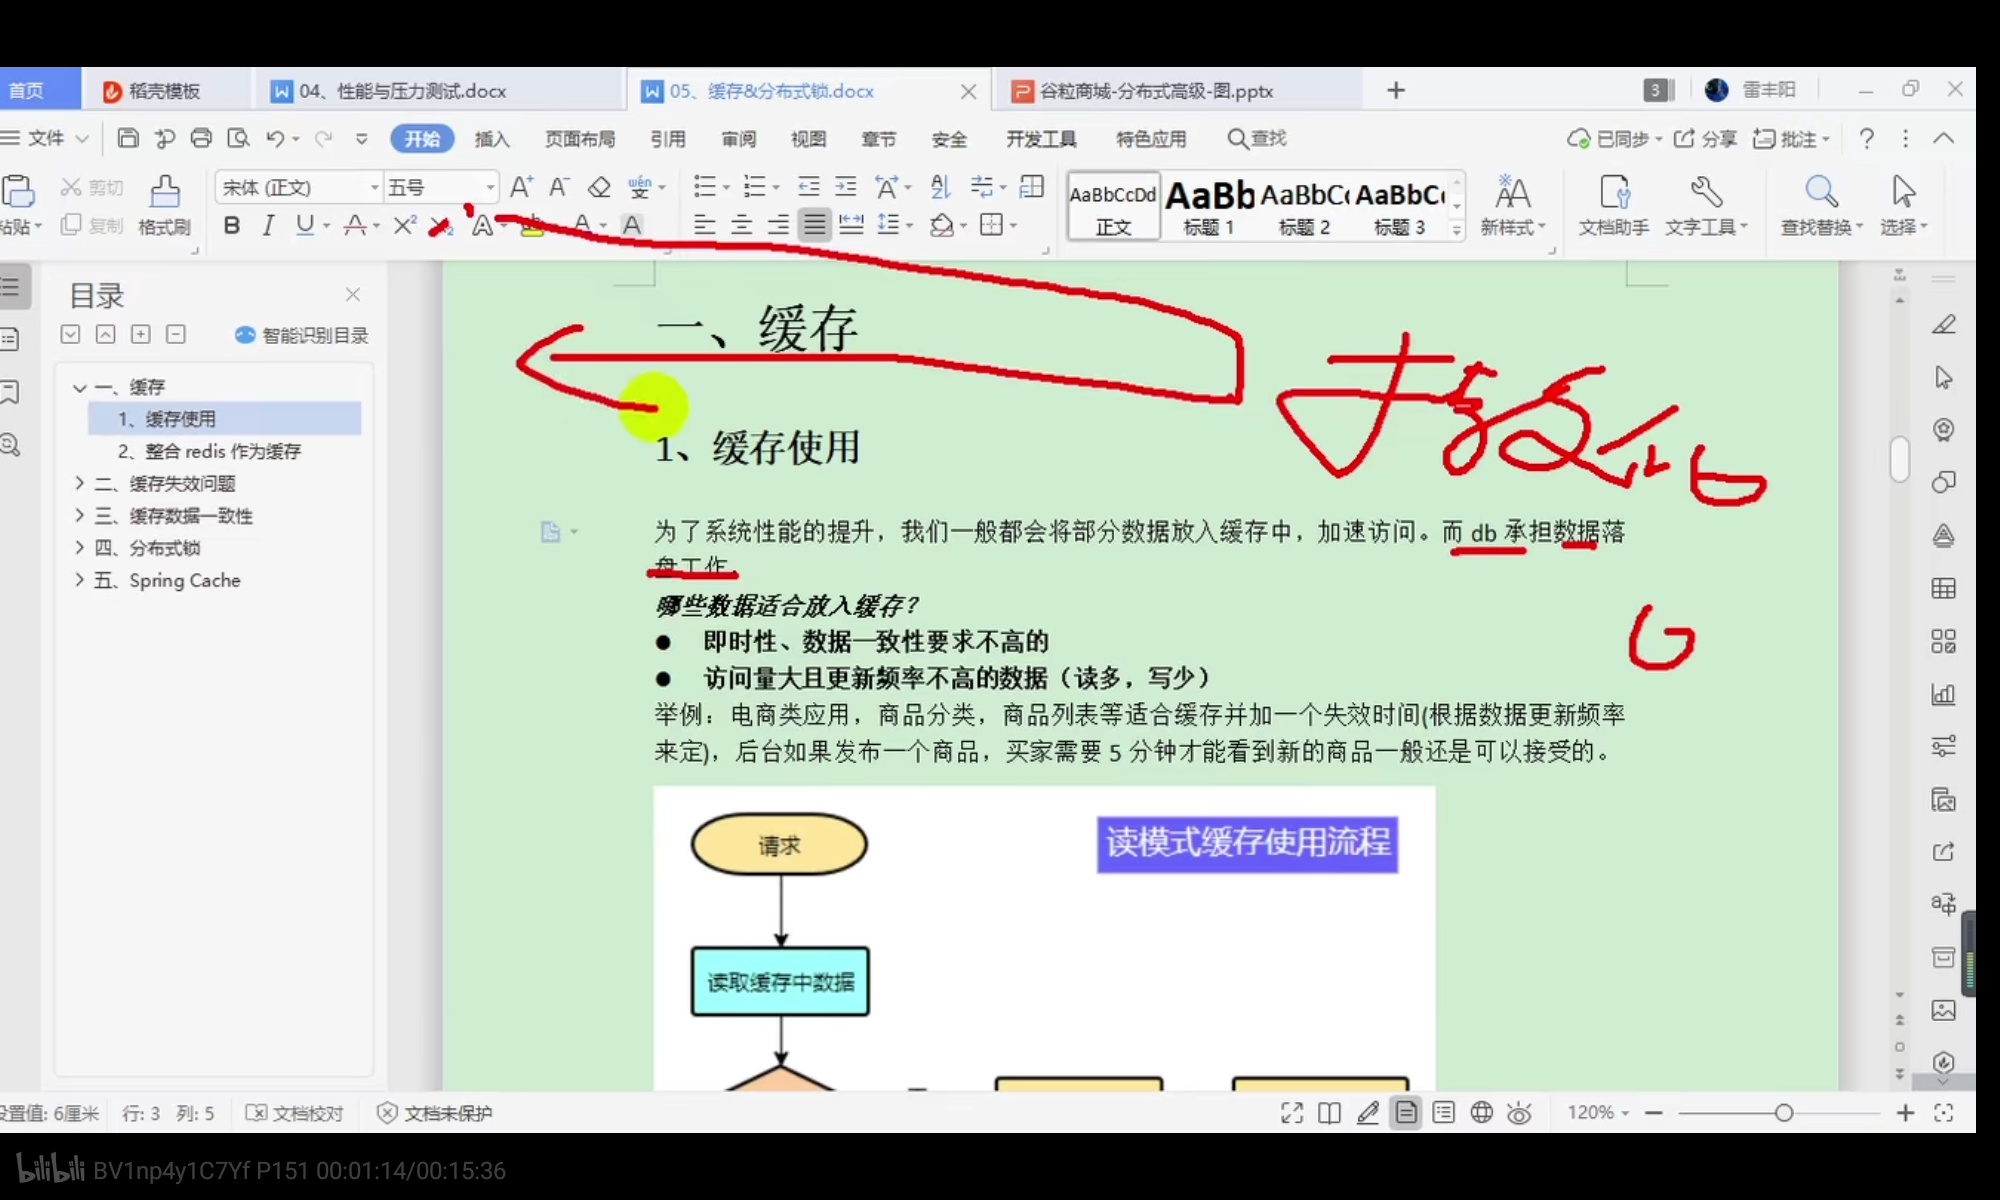 首页
稻壳模板
04、性能与压力测试.docx
05、缓存&分布式锁.docx
谷粒商城-分布式高级-图.pptx
3
雷丰阳
文件
开始
插入
页面布局
引用
审阅
视图
章节
安全
开发工具
特色应用
查找
已同步
分享
批注
粘贴
剪切
复制
格式刷
宋体 (正文)
五号
AaBbCcDd
正文
AaBb
标题 1
AaBbC
标题 2
AaBbC
标题 3
新样式
文档助手
文字工具
查找替换
选择
目录
智能识别目录
一、缓存
1、缓存使用
2、整合 redis 作为缓存
二、缓存失效问题
三、缓存数据一致性
四、分布式锁
五、Spring Cache
一、缓存
1、缓存使用
为了系统性能的提升，我们一般都会将部分数据放入缓存中，加速访问。而 db 承担数据落
盘工作。
哪些数据适合放入缓存？
● 即时性、数据一致性要求不高的
● 访问量大且更新频率不高的数据（读多，写少）
举例：电商类应用，商品分类，商品列表等适合缓存并加一个失效时间(根据数据更新频率
来定)，后台如果发布一个商品，买家需要 5 分钟才能看到新的商品一般还是可以接受的。
请求
读模式缓存使用流程
读取缓存中数据
设置值: 6厘米
行: 3
列: 5
文档校对
文档未保护
120%
bilibili BV1np4y1C7Yf P151 00:01:14/00:15:36